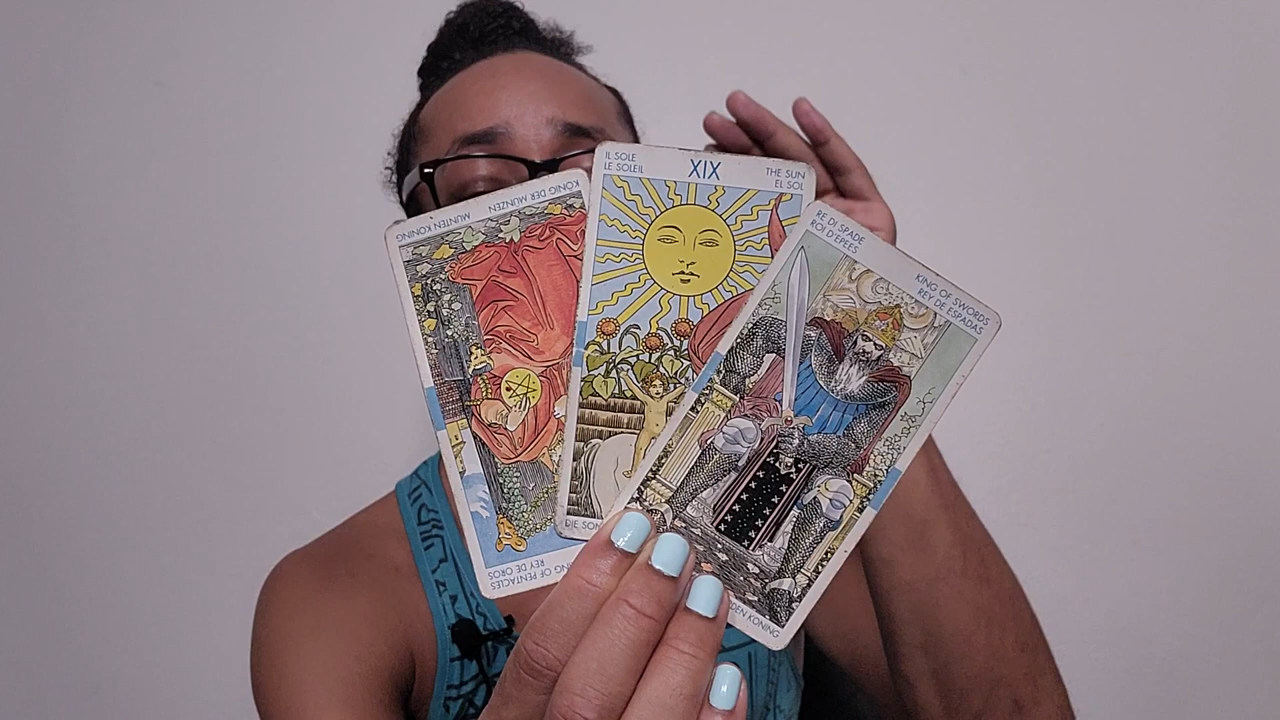 KÖNIG DER MÜNZEN
MUNTEN KONING
KING OF PENTACLES
REY DE OROS
IL SOLE
LE SOLEIL
XIX
THE SUN
EL SOL
DIE SON
RE DI SPADE
ROI D'EPEES
KING OF SWORDS
REY DE ESPADAS
DEN KONING